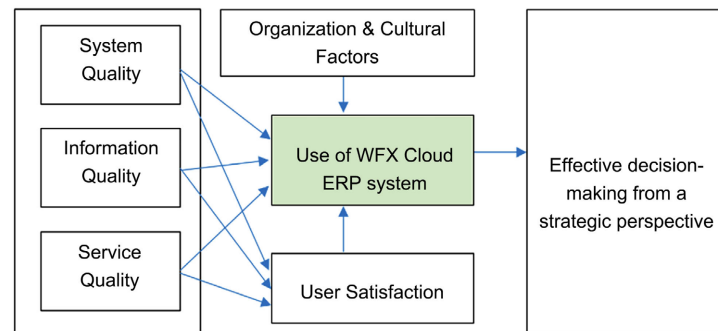 System
Quality
Information
Quality
Service
Quality
Organization & Cultural
Factors
Use of WFX Cloud
ERP system
User Satisfaction
Effective decision-
making from a
strategic perspective